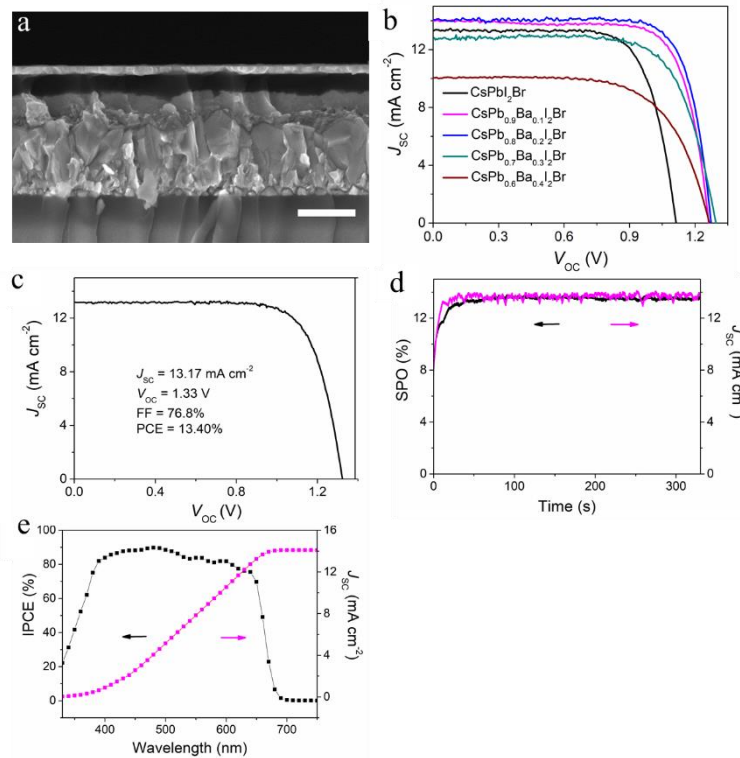 a
b
J_SC (mA cm⁻²)
12
8
4
0
CsPbI₂Br
CsPb₀.₉Ba₀.₁I₂Br
CsPb₀.₈Ba₀.₂I₂Br
CsPb₀.₇Ba₀.₃I₂Br
CsPb₀.₆Ba₀.₄I₂Br
0.0 0.3 0.6 0.9 1.2
V_OC (V)
c
J_SC (mA cm⁻²)
12
8
4
0
J_SC = 13.17 mA cm⁻²
V_OC = 1.33 V
FF = 76.8%
PCE = 13.40%
0.0 0.4 0.8 1.2
V_OC (V)
d
SPO (%)
16
12
8
4
0
12
8
4
0
J_SC (mA cm⁻²)
0 100 200 300
Time (s)
e
IPCE (%)
100
80
60
40
20
0
16
12
8
4
0
J_SC (mA cm⁻²)
400 500 600 700
Wavelength (nm)